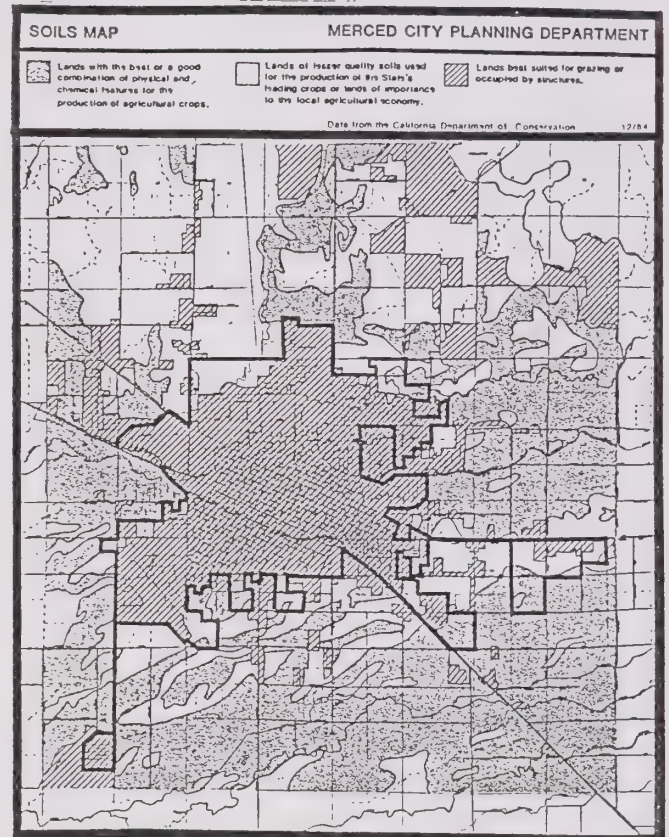 SOILS MAP
MERCED CITY PLANNING DEPARTMENT
Lands with the best or a good
combination of physical and
chemical features for the
production of agricultural crops.
Lands of lesser quality soils used
for the production of the State's
leading crops or lands of importance
to the local agricultural economy.
Lands best suited for grazing or
occupied by structures.
Data from the California Department of Conservation
12/84